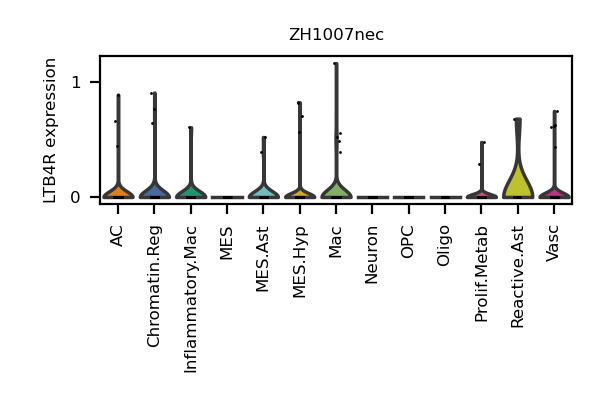 ZH1007nec
LTB4R expression
1
0
AC
Chromatin.Reg
Inflammatory.Mac
MES
MES.Ast
MES.Hyp
Mac
Neuron
OPC
Oligo
Prolif.Metab
Reactive.Ast
Vasc